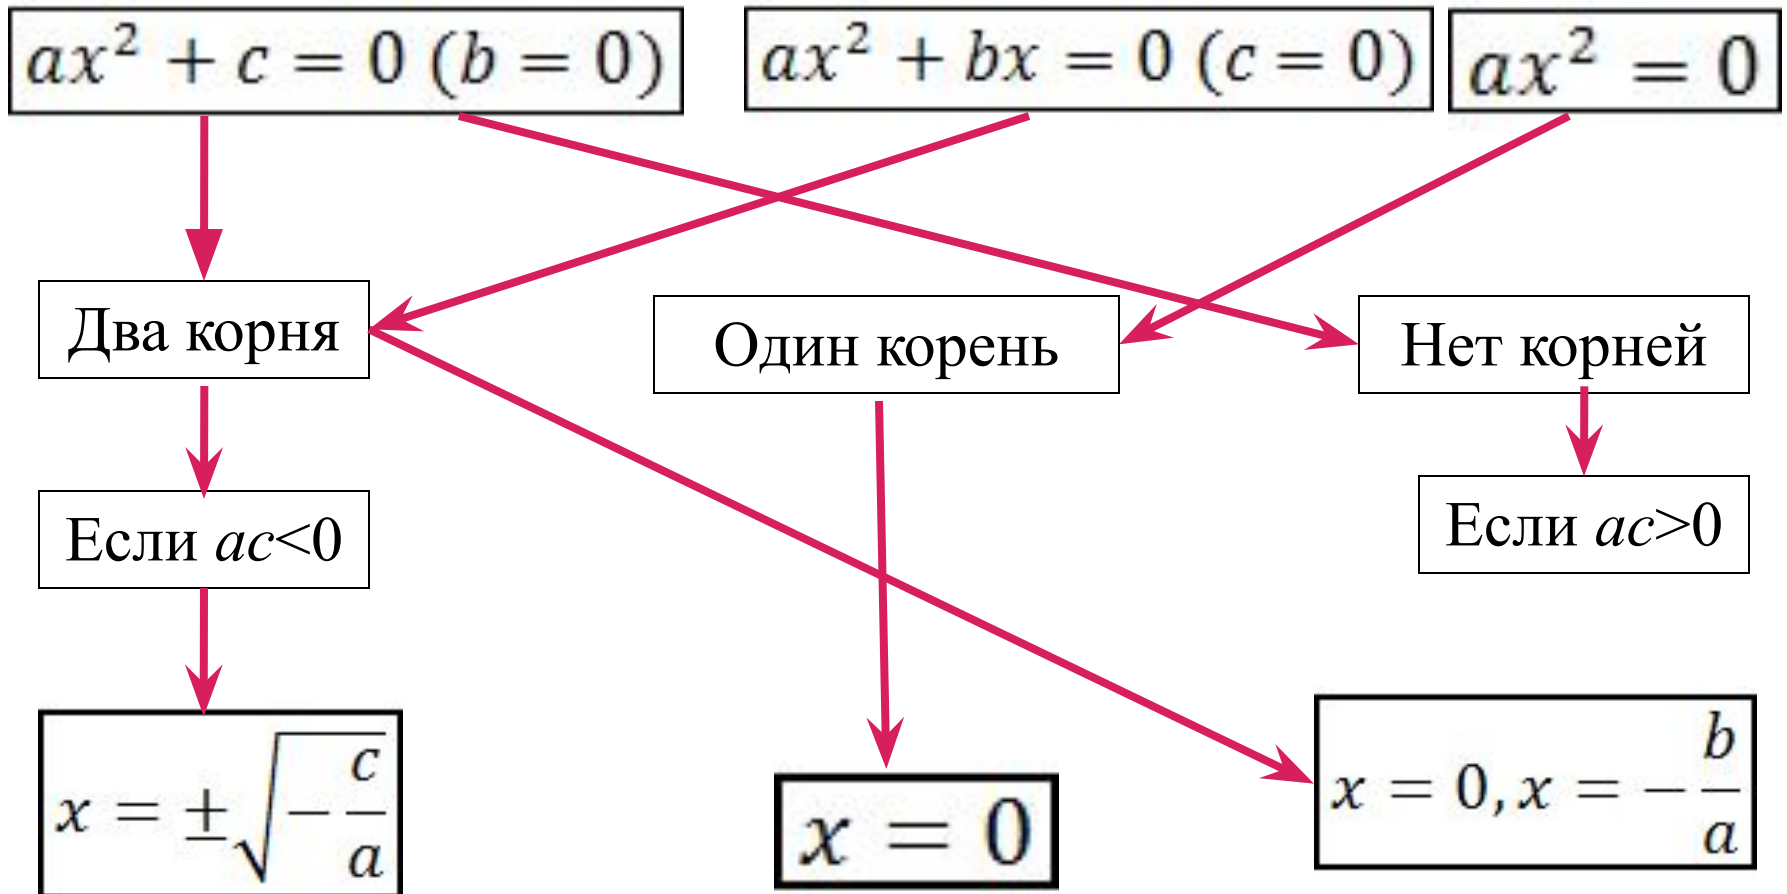 ax² + c = 0 (b = 0)
ax² + bx = 0 (c = 0)
ax² = 0
Два корня
Один корень
Нет корней
Если ac<0
Если ac>0
x = ±√(-c/a)
x = 0
x = 0, x = -b/a